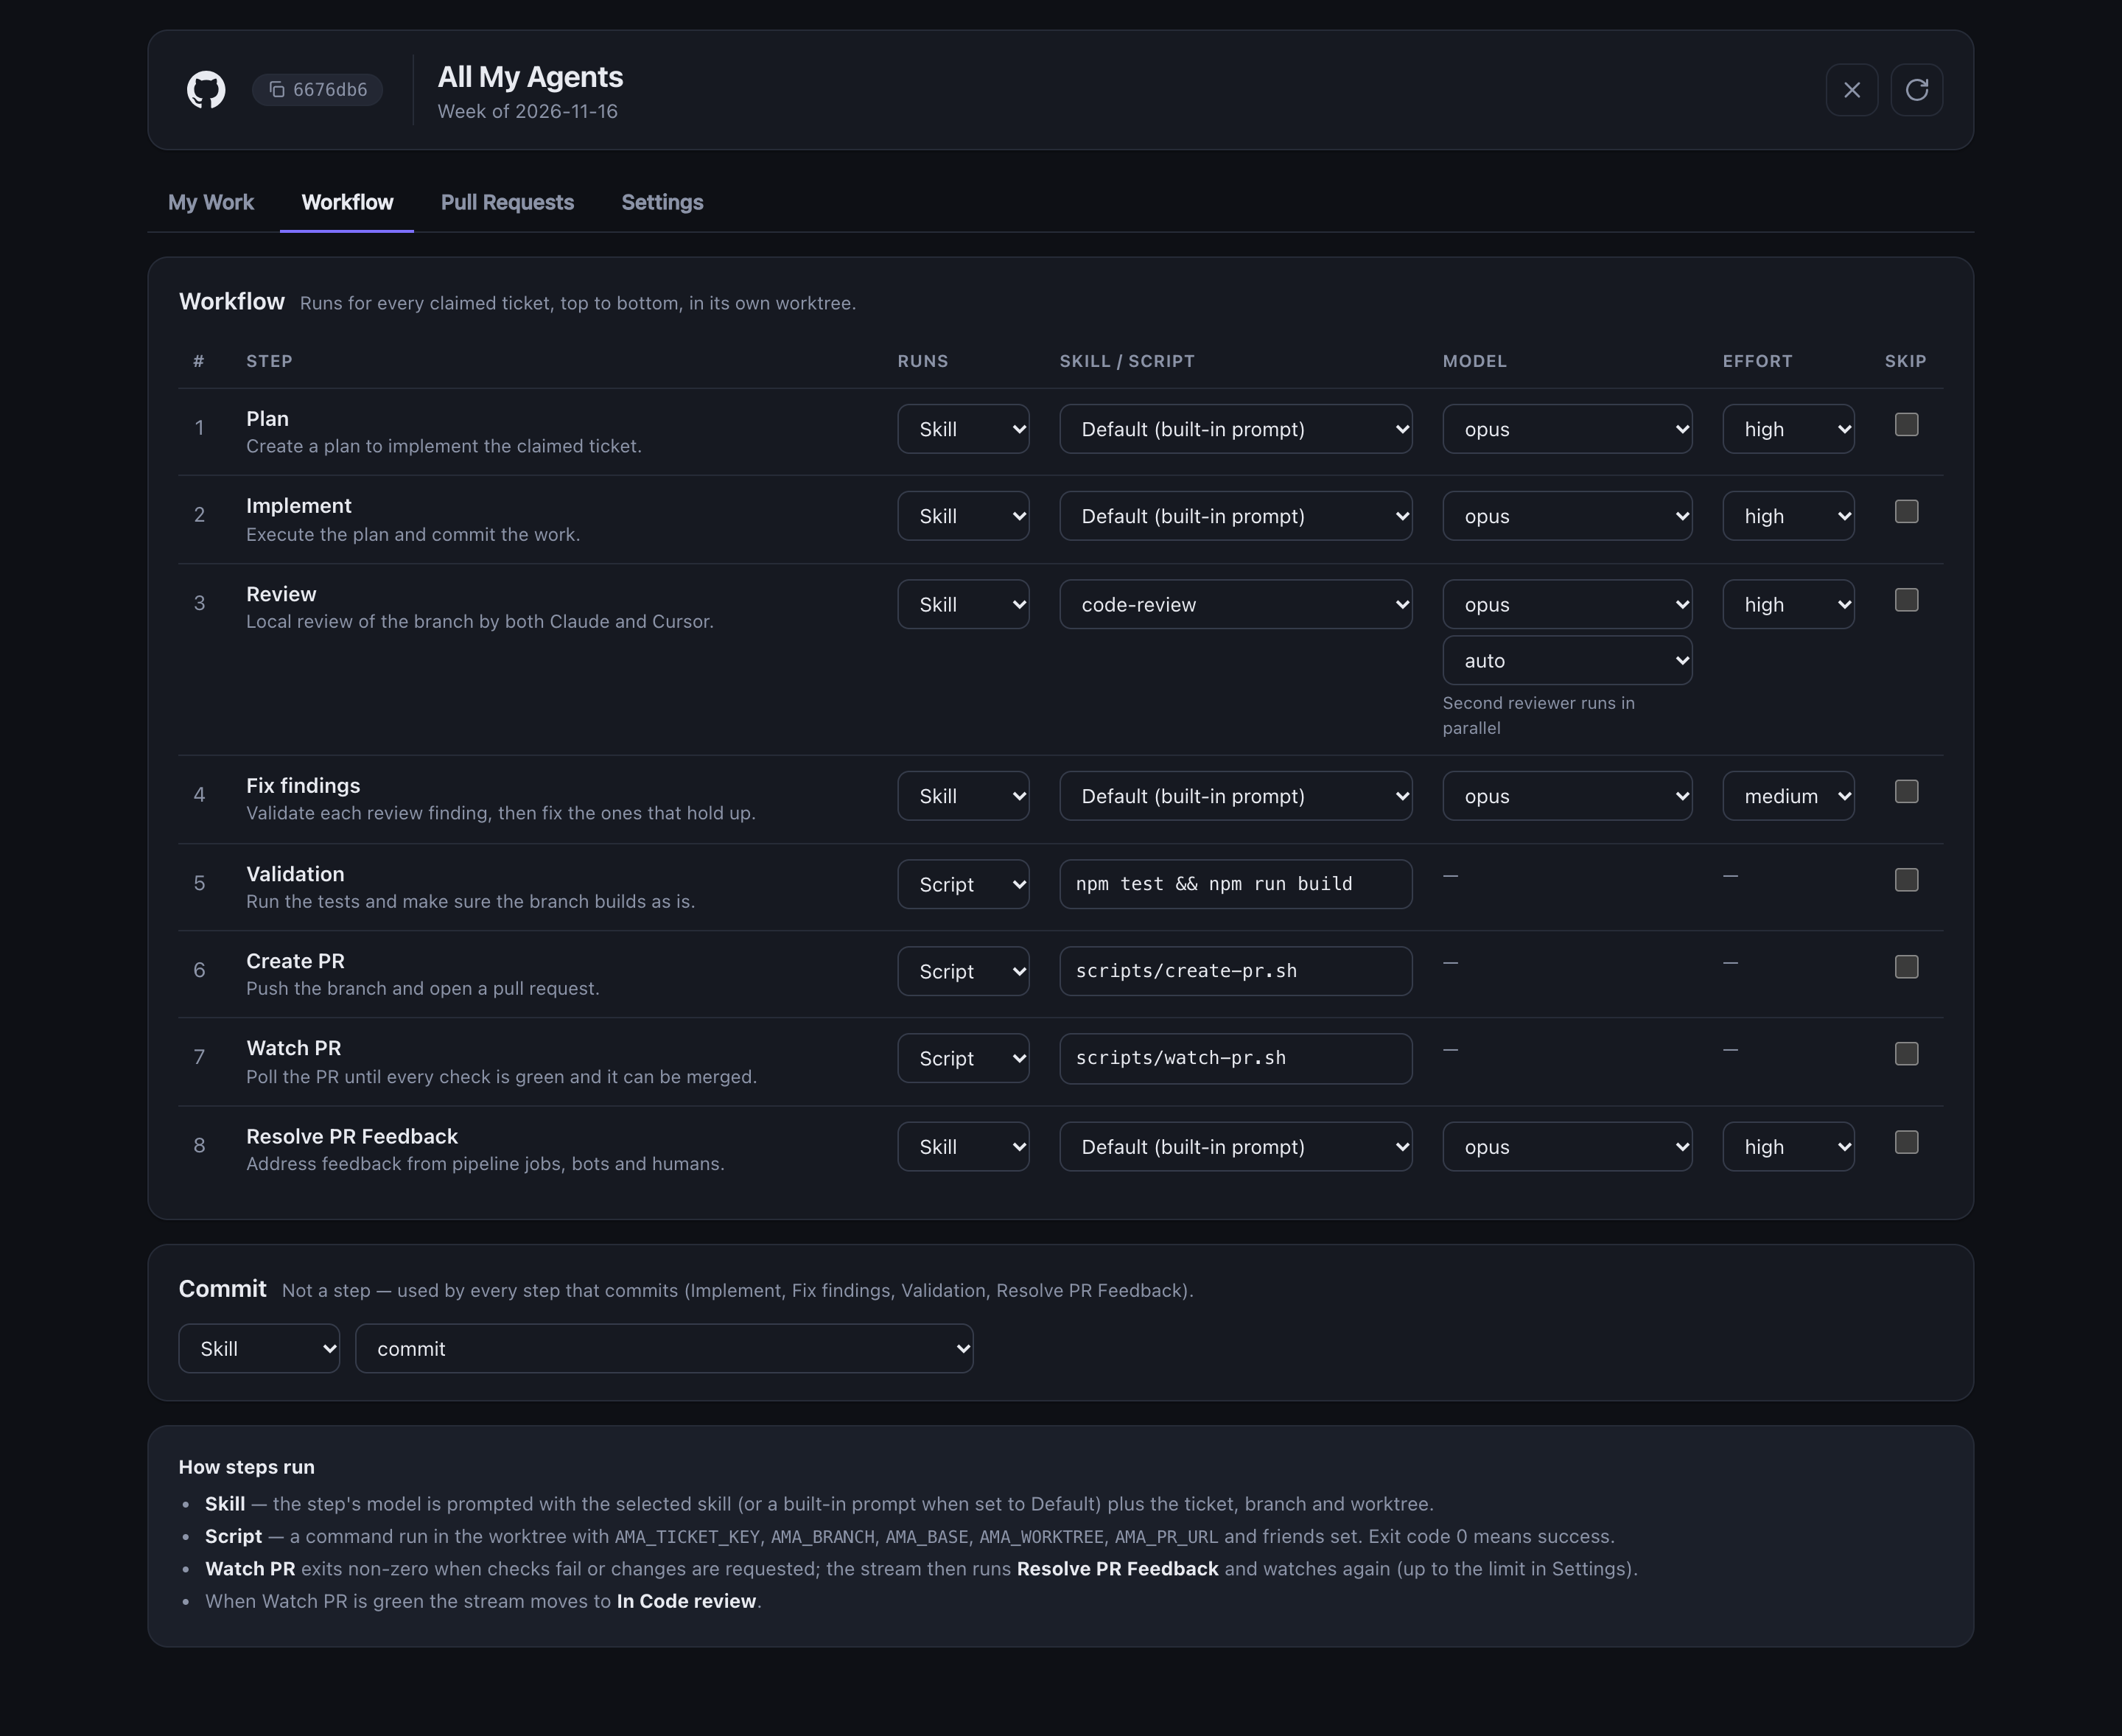 6676db6
All My Agents
Week of 2026-11-16
My Work
Workflow
Pull Requests
Settings
Workflow Runs for every claimed ticket, top to bottom, in its own worktree.
# STEP RUNS SKILL / SCRIPT MODEL EFFORT SKIP
1 Plan Skill Default (built-in prompt) opus high
Create a plan to implement the claimed ticket.
2 Implement Skill Default (built-in prompt) opus high
Execute the plan and commit the work.
3 Review Skill code-review opus high
Local review of the branch by both Claude and Cursor.
auto
Second reviewer runs in
parallel
4 Fix findings Skill Default (built-in prompt) opus medium
Validate each review finding, then fix the ones that hold up.
5 Validation Script npm test && npm run build — —
Run the tests and make sure the branch builds as is.
6 Create PR Script scripts/create-pr.sh — —
Push the branch and open a pull request.
7 Watch PR Script scripts/watch-pr.sh — —
Poll the PR until every check is green and it can be merged.
8 Resolve PR Feedback Skill Default (built-in prompt) opus high
Address feedback from pipeline jobs, bots and humans.
Commit Not a step — used by every step that commits (Implement, Fix findings, Validation, Resolve PR Feedback).
Skill commit
How steps run
• Skill — the step's model is prompted with the selected skill (or a built-in prompt when set to Default) plus the ticket, branch and worktree.
• Script — a command run in the worktree with AMA_TICKET_KEY, AMA_BRANCH, AMA_BASE, AMA_WORKTREE, AMA_PR_URL and friends set. Exit code 0 means success.
• Watch PR exits non-zero when checks fail or changes are requested; the stream then runs Resolve PR Feedback and watches again (up to the limit in Settings).
• When Watch PR is green the stream moves to In Code review.